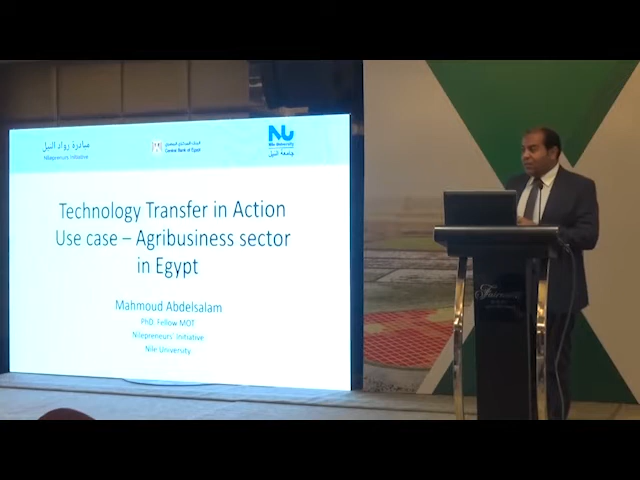 مبادرة رواد النيل
Nilepreneurs Initiative
البنك المركزي المصري
Central Bank of Egypt
NU
Nile University
جامعة النيل
Technology Transfer in Action
Use case – Agribusiness sector
in Egypt
Mahmoud Abdelsalam
PhD, Fellow MOT
Nilepreneurs' Initiative
Nile University
Fairmont